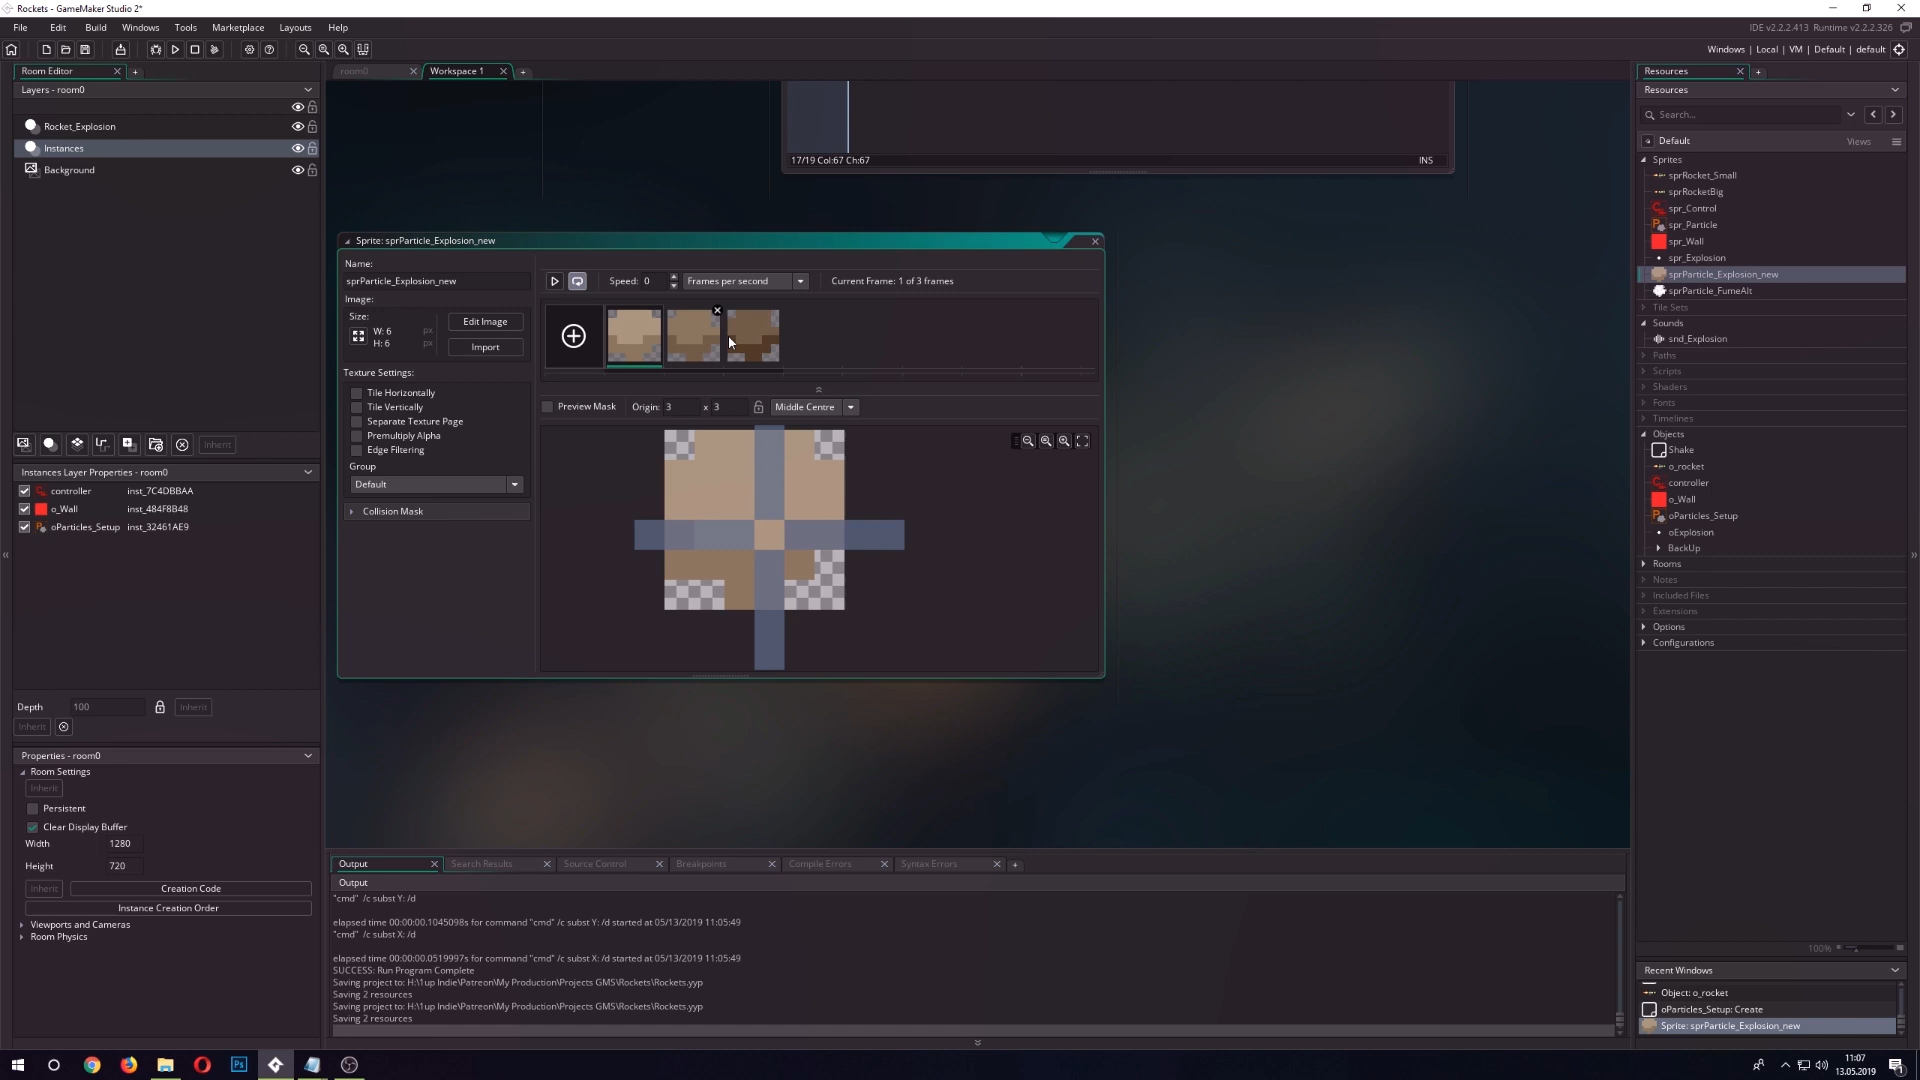 Rockets - GameMaker Studio 2*
File Edit Build Windows Tools Marketplace Layouts Help
IDE v2.2.2.413 Runtime v2.2.2.326
Windows | Local | VM | Default | default
Room Editor
room0
Workspace 1
Resources
Layers - room0
Resources
Search...
Rocket_Explosion
Instances
Background
Default
Views
Sprites
sprRocket_Small
sprRocketBig
spr_Control
spr_Particle
spr_Wall
spr_Explosion
sprParticle_Explosion_new
sprParticle_FumeAlt
Tile Sets
Sounds
snd_Explosion
Paths
Scripts
Shaders
Fonts
Timelines
Objects
Shake
o_rocket
controller
o_Wall
oParticles_Setup
oExplosion
BackUp
Rooms
Notes
Included Files
Extensions
Options
Configurations
17/19 Col:67 Ch:67
INS
Sprite: sprParticle_Explosion_new
Name:
sprParticle_Explosion_new
Image:
Size:
W: 6 px
H: 6 px
Edit Image
Import
Texture Settings:
Tile Horizontally
Tile Vertically
Separate Texture Page
Premultiply Alpha
Edge Filtering
Group
Default
Collision Mask
Speed: 0
Frames per second
Current Frame: 1 of 3 frames
Preview Mask
Origin: 3 x 3
Middle Centre
Inherit
Instances Layer Properties - room0
controller inst_7C4DBBAA
o_Wall inst_484F8B48
oParticles_Setup inst_32461AE9
Depth 100 Inherit
Inherit
Properties - room0
Room Settings
Inherit
Persistent
Clear Display Buffer
Width 1280
Height 720
Inherit Creation Code
Instance Creation Order
Viewports and Cameras
Room Physics
Output Search Results Source Control Breakpoints Compile Errors Syntax Errors
Output
"cmd" /c subst Y: /d
elapsed time 00:00:00.1045098s for command "cmd" /c subst Y: /d started at 05/13/2019 11:05:49
"cmd" /c subst X: /d
elapsed time 00:00:00.0519997s for command "cmd" /c subst X: /d started at 05/13/2019 11:05:49
SUCCESS: Run Program Complete
Saving project to: H:\1up Indie\Patreon\My Production\Projects GMS\Rockets\Rockets.yyp
Saving 2 resources
Saving project to: H:\1up Indie\Patreon\My Production\Projects GMS\Rockets\Rockets.yyp
Saving 2 resources
100%
Recent Windows
Object: o_rocket
oParticles_Setup: Create
Sprite: sprParticle_Explosion_new
Ps
11:07
13.05.2019
1